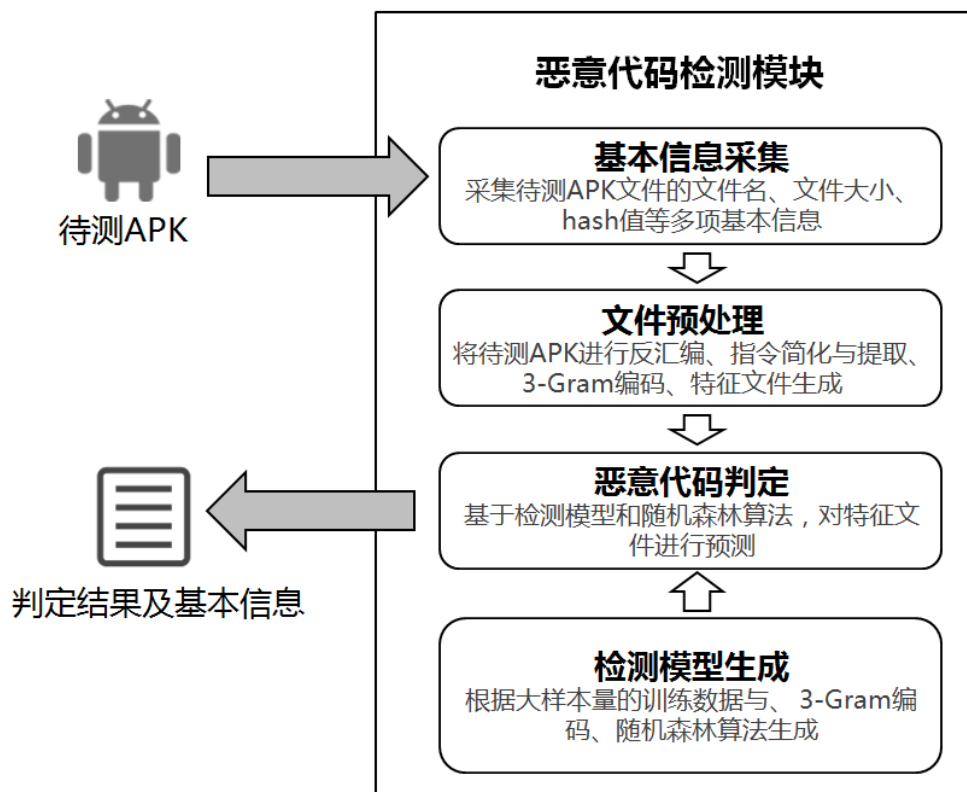 恶意代码检测模块
待测APK
基本信息采集
采集待测APK文件的文件名、文件大小、
hash值等多项基本信息
文件预处理
将待测APK进行反汇编、指令简化与提取、
3-Gram编码、特征文件生成
恶意代码判定
基于检测模型和随机森林算法，对特征文
件进行预测
判定结果及基本信息
检测模型生成
根据大样本量的训练数据与、 3-Gram编
码、随机森林算法生成